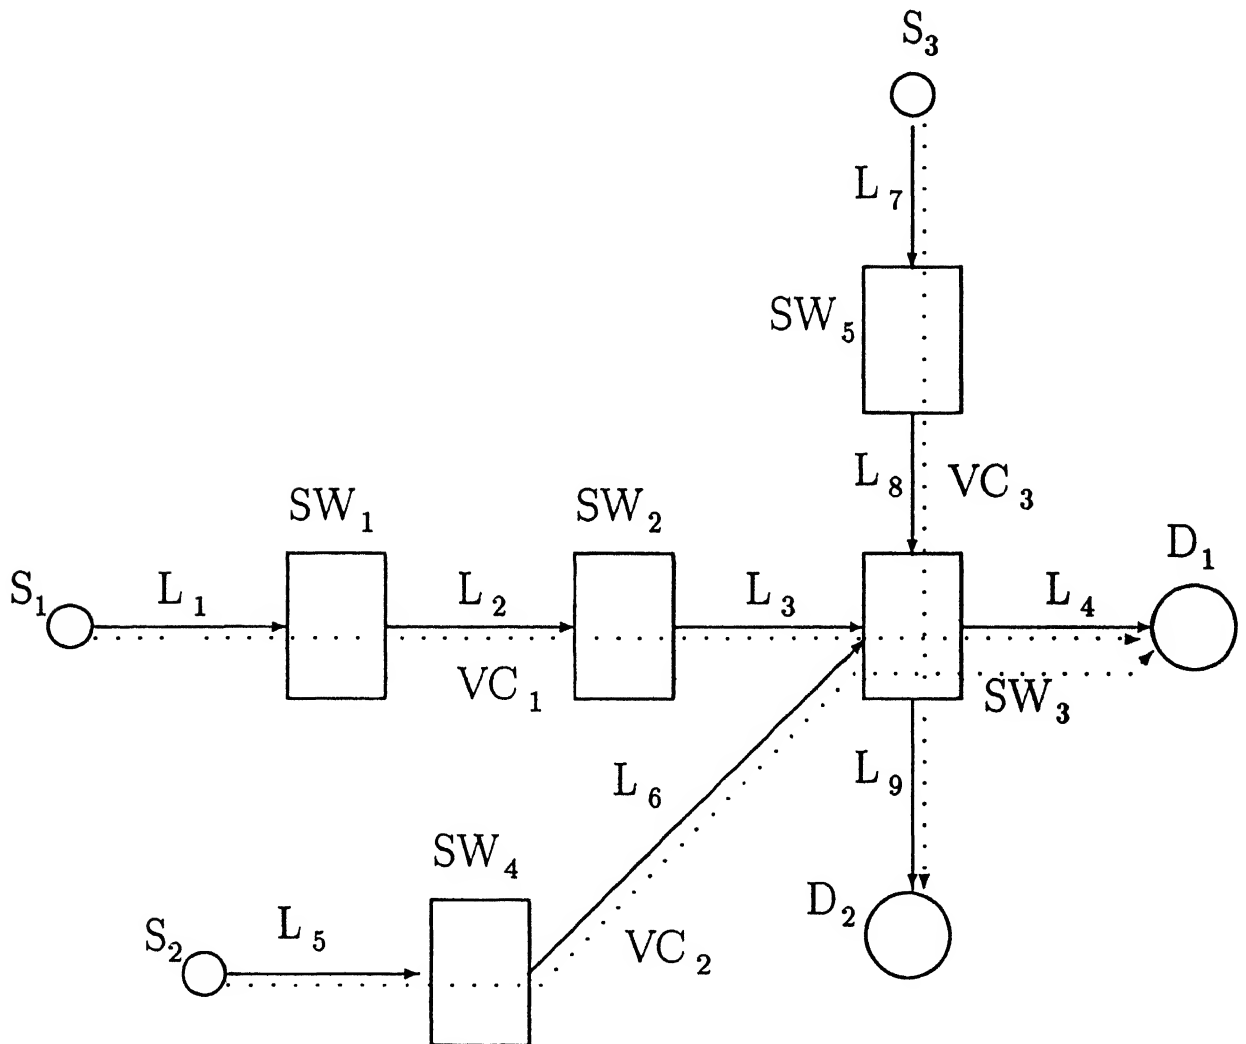 S₃
L₇
SW₅
L₈ VC₃
SW₁ SW₂
D₁
S₁ L₁ L₂ L₃ L₄
VC₁ SW₃
L₆ L₉
SW₄
D₂
S₂ L₅ VC₂